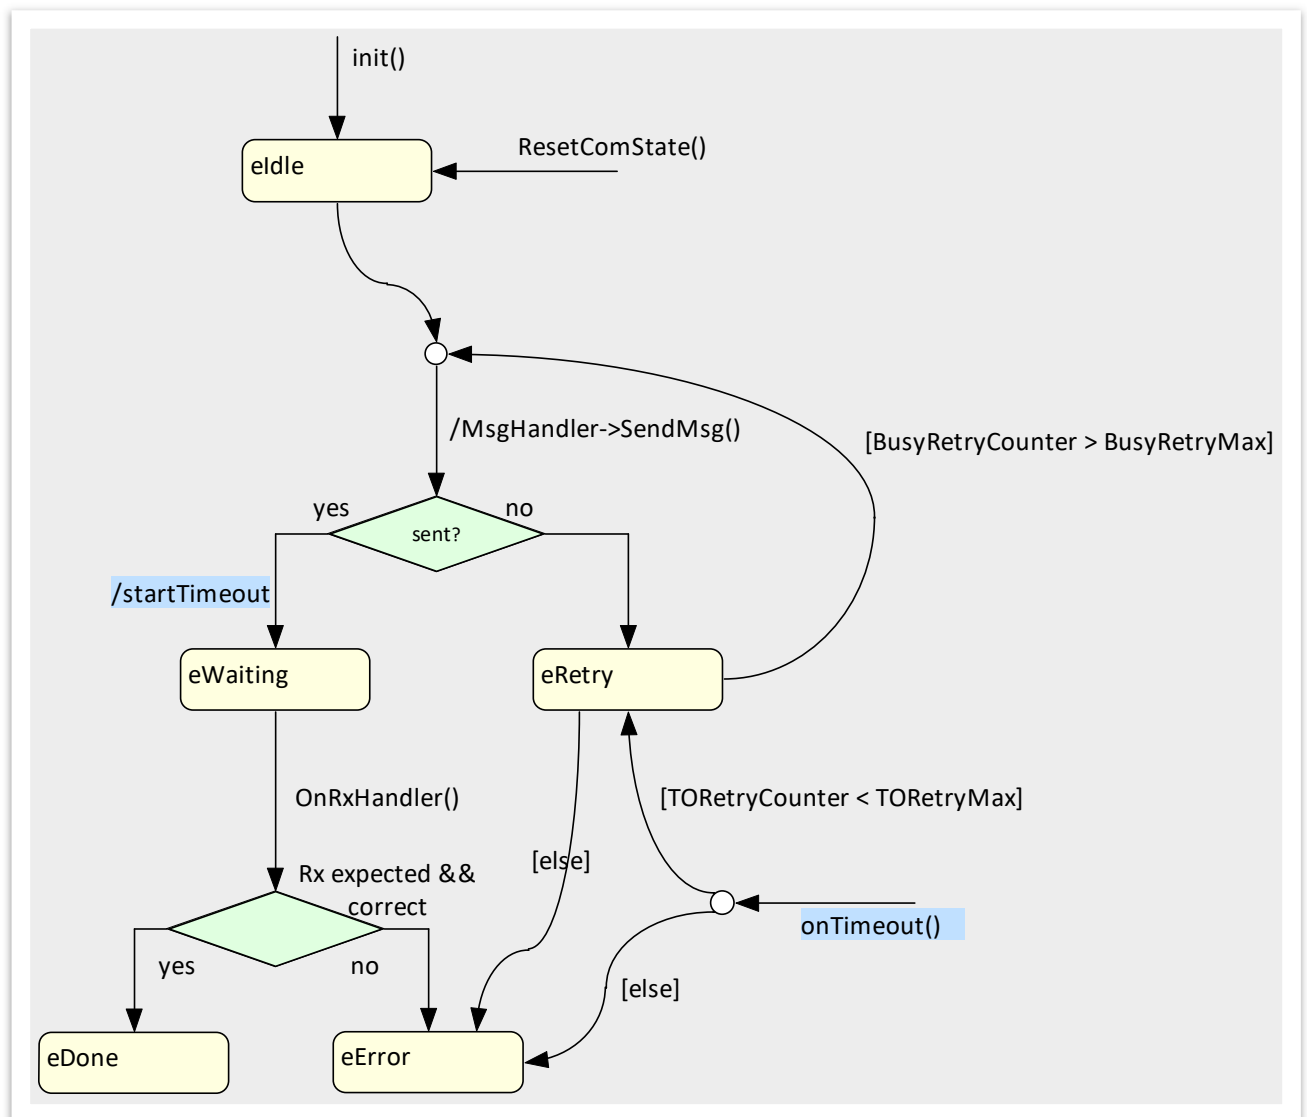 init()
ResetComState()
eIdle
/MsgHandler->SendMsg()
[BusyRetryCounter > BusyRetryMax]
yes
no
sent?
/startTimeout
eWaiting
eRetry
OnRxHandler()
[TORetryCounter < TORetryMax]
[else]
Rx expected &&
correct
onTimeout()
yes
no
[else]
eDone
eError